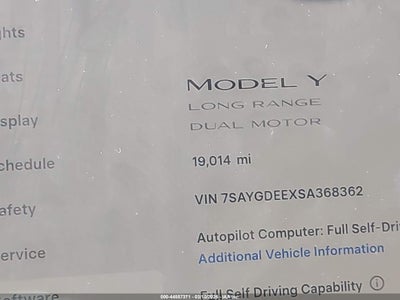 ghts
ats
splay
chedule
afety
ervice
oftware
MODEL Y
LONG RANGE
DUAL MOTOR
19,014 mi
VIN 7SAYGDEEXSA368362
Autopilot Computer: Full Self-Dri
Additional Vehicle Information
Full Self Driving Capability